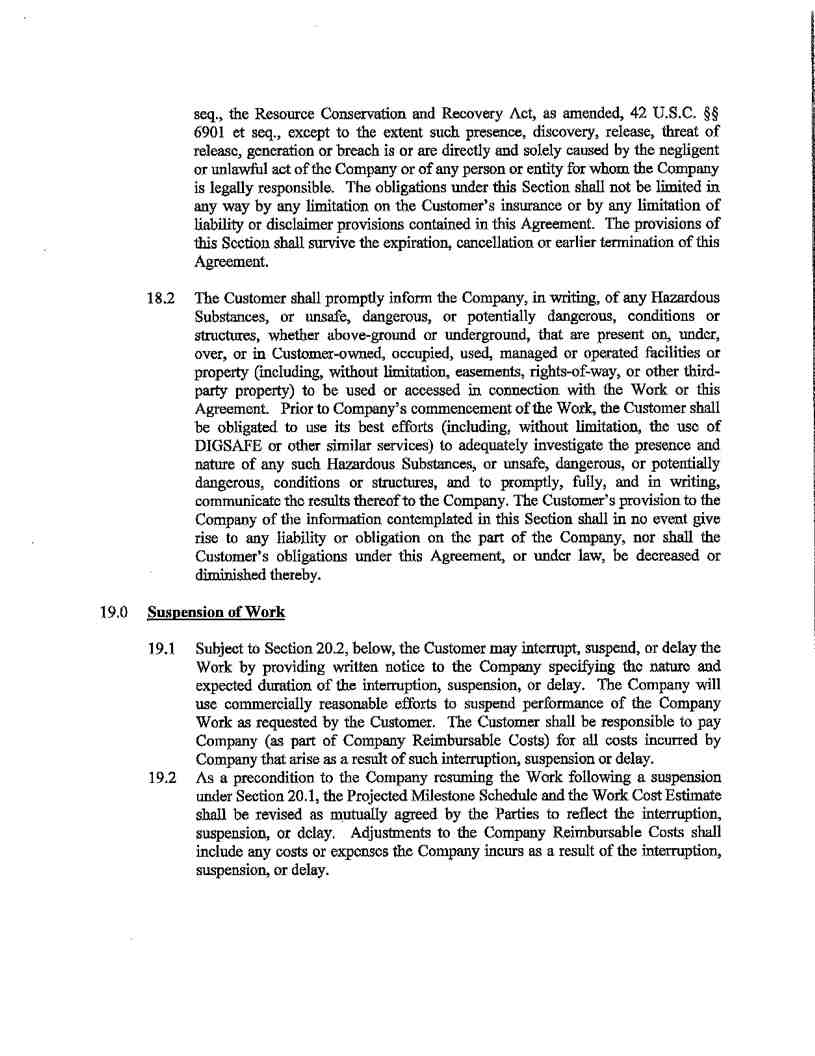 seq., the Resource Conservation and Recovery Act, as amended, 42 U.S.C. §§
6901 et seq., except to the extent such presence, discovery, release, threat of
release, generation or breach is or are directly and solely caused by the negligent
or unlawful act of the Company or of any person or entity for whom the Company
is legally responsible. The obligations under this Section shall not be limited in
any way by any limitation on the Customer's insurance or by any limitation of
liability or disclaimer provisions contained in this Agreement. The provisions of
this Section shall survive the expiration, cancellation or earlier termination of this
Agreement.
18.2 The Customer shall promptly inform the Company, in writing, of any Hazardous
Substances, or unsafe, dangerous, or potentially dangerous, conditions or
structures, whether above-ground or underground, that are present on, under,
over, or in Customer-owned, occupied, used, managed or operated facilities or
property (including, without limitation, easements, rights-of-way, or other third-
party property) to be used or accessed in connection with the Work or this
Agreement. Prior to Company's commencement of the Work, the Customer shall
be obligated to use its best efforts (including, without limitation, the use of
DIGSAFE or other similar services) to adequately investigate the presence and
nature of any such Hazardous Substances, or unsafe, dangerous, or potentially
dangerous, conditions or structures, and to promptly, fully, and in writing,
communicate the results thereof to the Company. The Customer's provision to the
Company of the information contemplated in this Section shall in no event give
rise to any liability or obligation on the part of the Company, nor shall the
Customer's obligations under this Agreement, or under law, be decreased or
diminished thereby.
19.0 Suspension of Work
19.1 Subject to Section 20.2, below, the Customer may interrupt, suspend, or delay the
Work by providing written notice to the Company specifying the nature and
expected duration of the interruption, suspension, or delay. The Company will
use commercially reasonable efforts to suspend performance of the Company
Work as requested by the Customer. The Customer shall be responsible to pay
Company (as part of Company Reimbursable Costs) for all costs incurred by
Company that arise as a result of such interruption, suspension or delay.
19.2 As a precondition to the Company resuming the Work following a suspension
under Section 20.1, the Projected Milestone Schedule and the Work Cost Estimate
shall be revised as mutually agreed by the Parties to reflect the interruption,
suspension, or delay. Adjustments to the Company Reimbursable Costs shall
include any costs or expenses the Company incurs as a result of the interruption,
suspension, or delay.